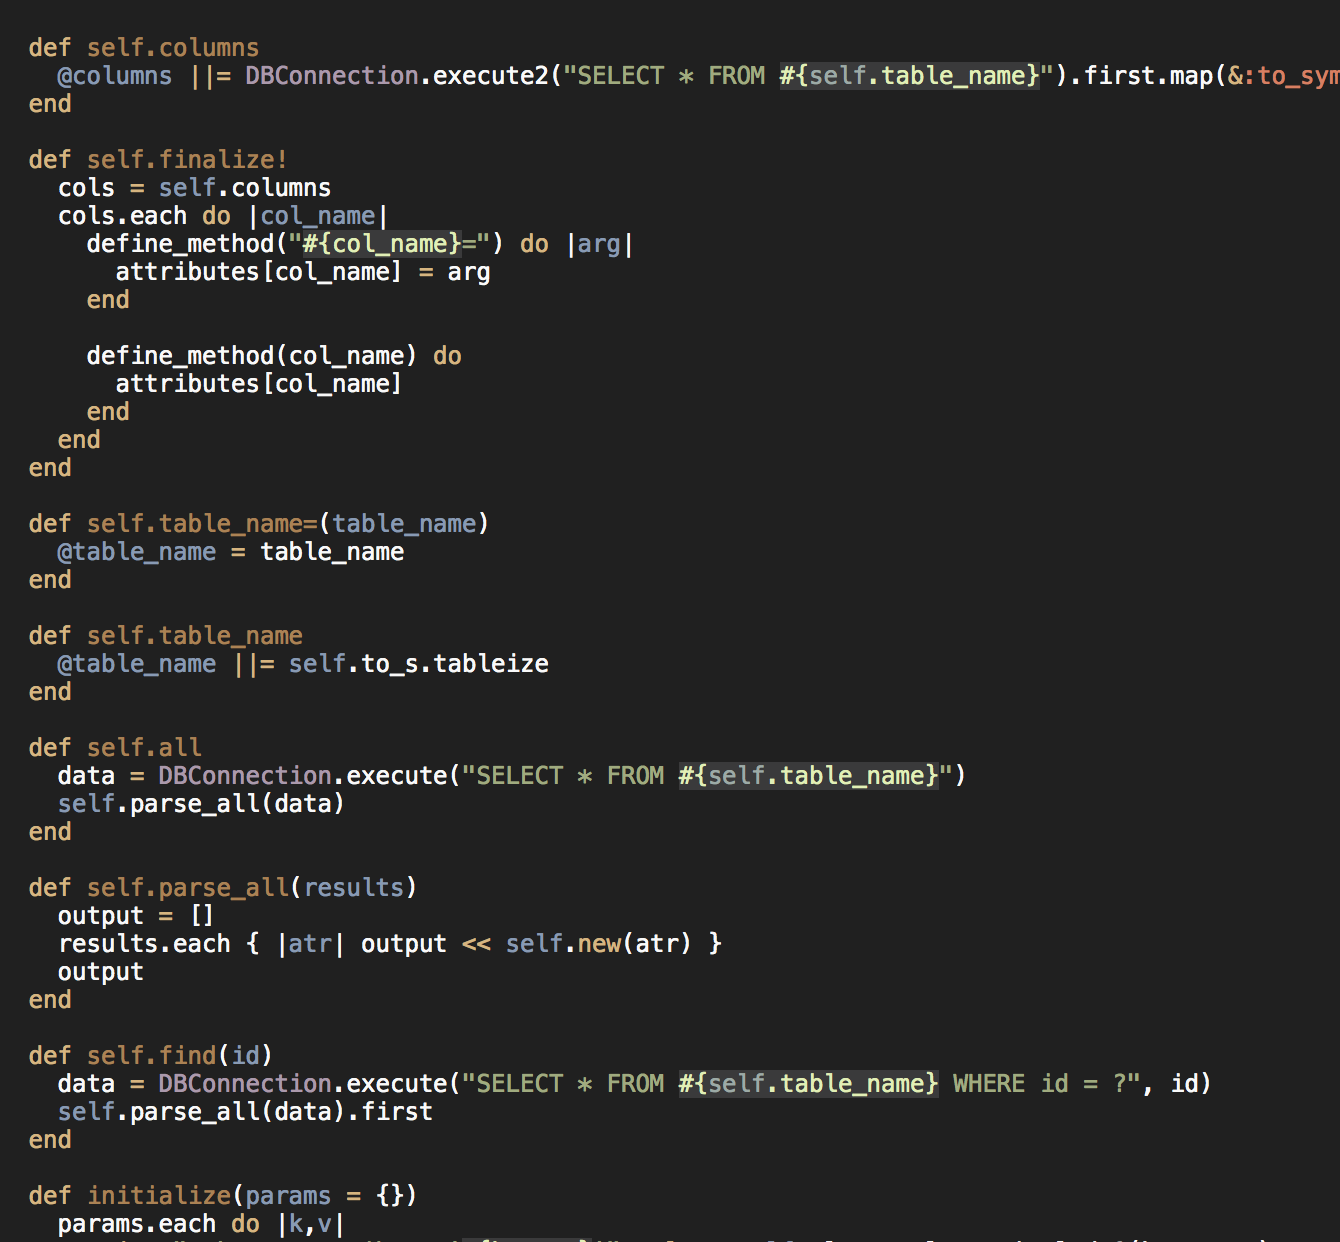 def self.columns
  @columns ||= DBConnection.execute2("SELECT * FROM #{self.table_name}").first.map(&:to_sym
end
def self.finalize!
  cols = self.columns
  cols.each do |col_name|
    define_method("#{col_name}=") do |arg|
      attributes[col_name] = arg
    end
    define_method(col_name) do
      attributes[col_name]
    end
  end
end
def self.table_name=(table_name)
  @table_name = table_name
end
def self.table_name
  @table_name ||= self.to_s.tableize
end
def self.all
  data = DBConnection.execute("SELECT * FROM #{self.table_name}")
  self.parse_all(data)
end
def self.parse_all(results)
  output = []
  results.each { |atr| output << self.new(atr) }
  output
end
def self.find(id)
  data = DBConnection.execute("SELECT * FROM #{self.table_name} WHERE id = ?", id)
  self.parse_all(data).first
end
def initialize(params = {})
  params.each do |k,v|